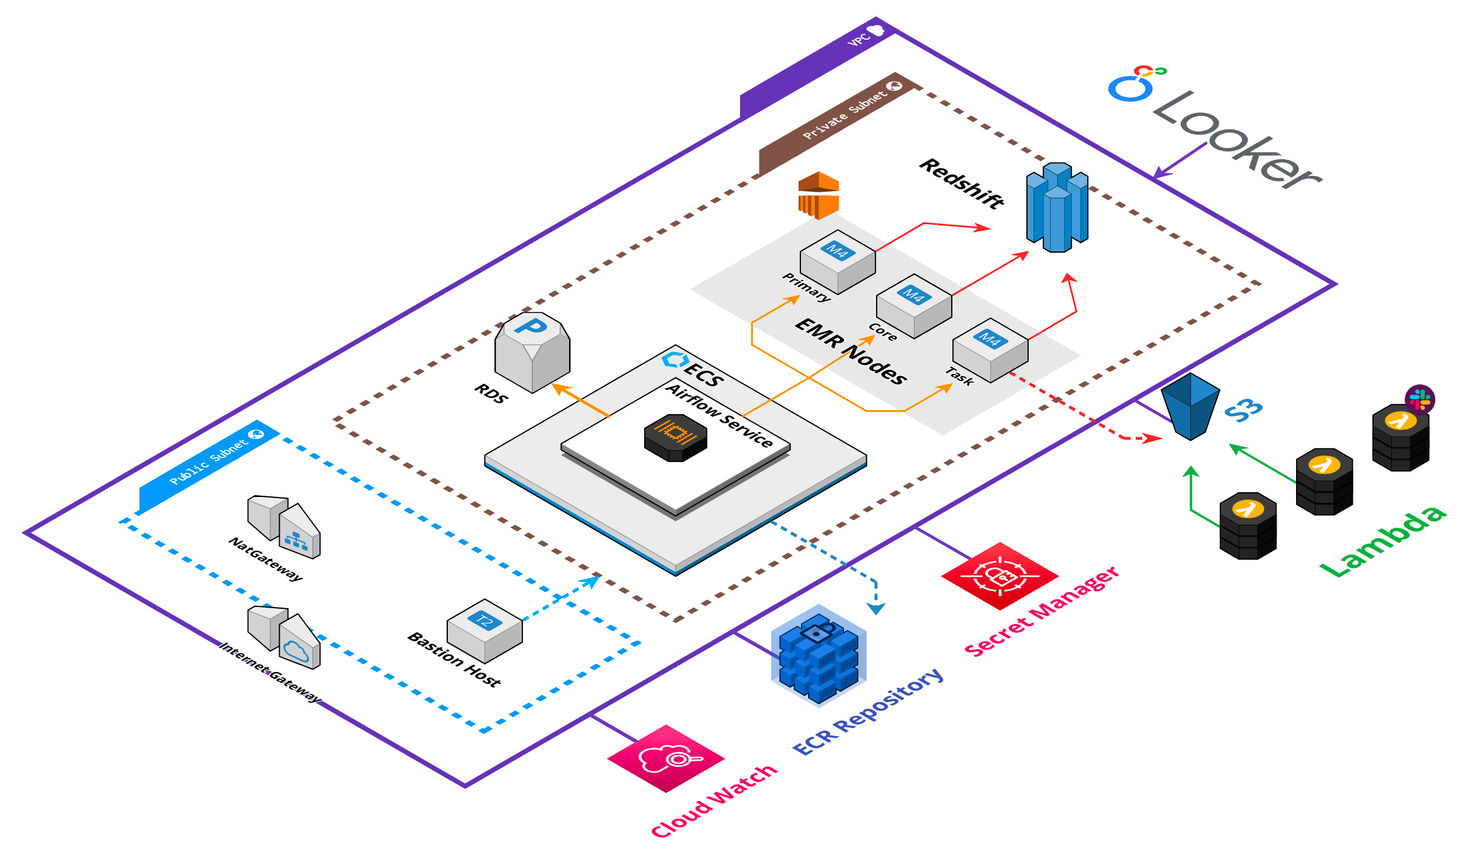 VPC
Looker
Private Subnet
Redshift
M4
Primary
M4
Core
EMR Nodes
M4
Task
P
RDS
ECS
Airflow Service
S3
Lambda
Public Subnet
NatGateway
T2
Bastion Host
Internet Gateway
Secret Manager
ECR Repository
Cloud Watch